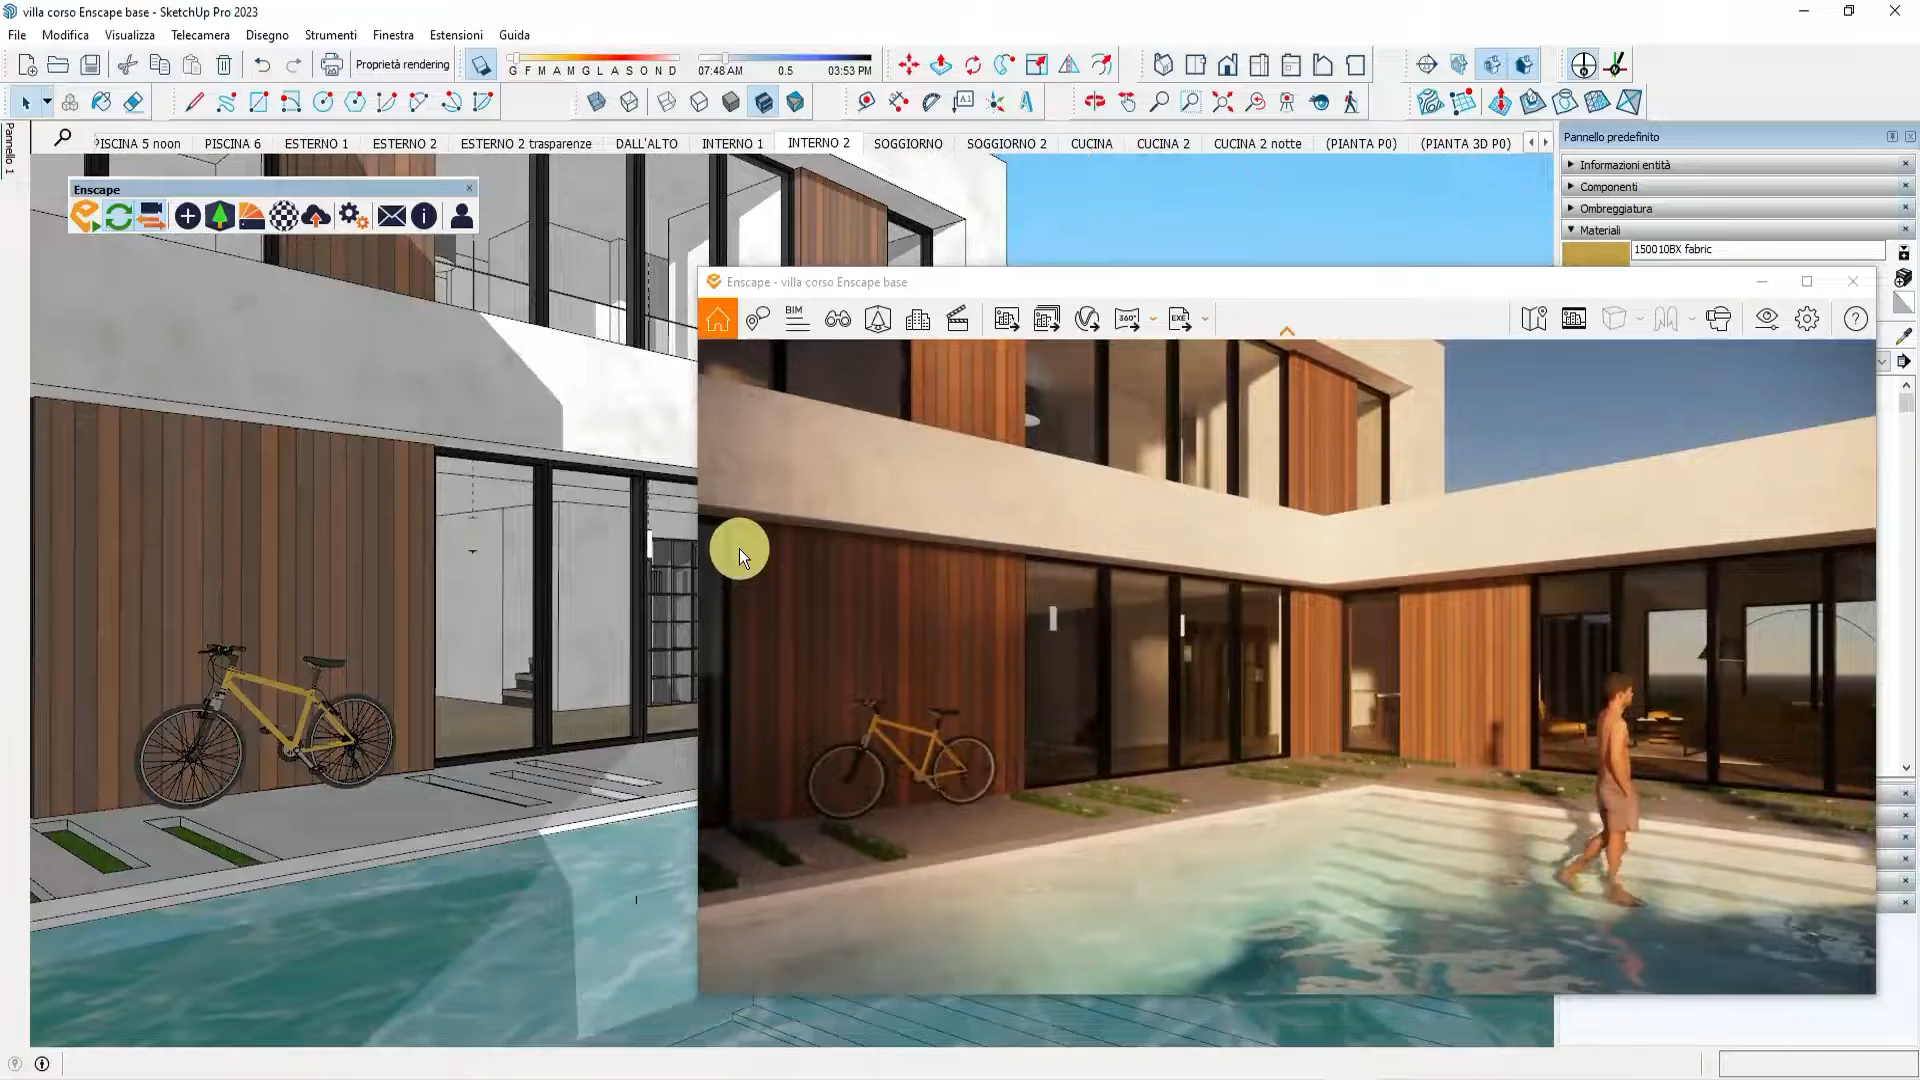 villa corso Enscape base - SketchUp Pro 2023
File Modifica Visualizza Telecamera Disegno Strumenti Finestra Estensioni Guida
Proprietà rendering
G F M A M G L A S O N D
07:48 AM 0.5 03:53 PM
A1
PISCINA 5 noon PISCINA 6 ESTERNO 1 ESTERNO 2 ESTERNO 2 trasparenze DALL'ALTO INTERNO 1 INTERNO 2 SOGGIORNO SOGGIORNO 2 CUCINA CUCINA 2 CUCINA 2 notte (PIANTA P0) (PIANTA 3D P0)
Pannello 1
Pannello predefinito
Informazioni entità
Componenti
Ombreggiatura
Materiali
150010BX fabric
Enscape
Enscape - villa corso Enscape base
BIM
360°
EXE